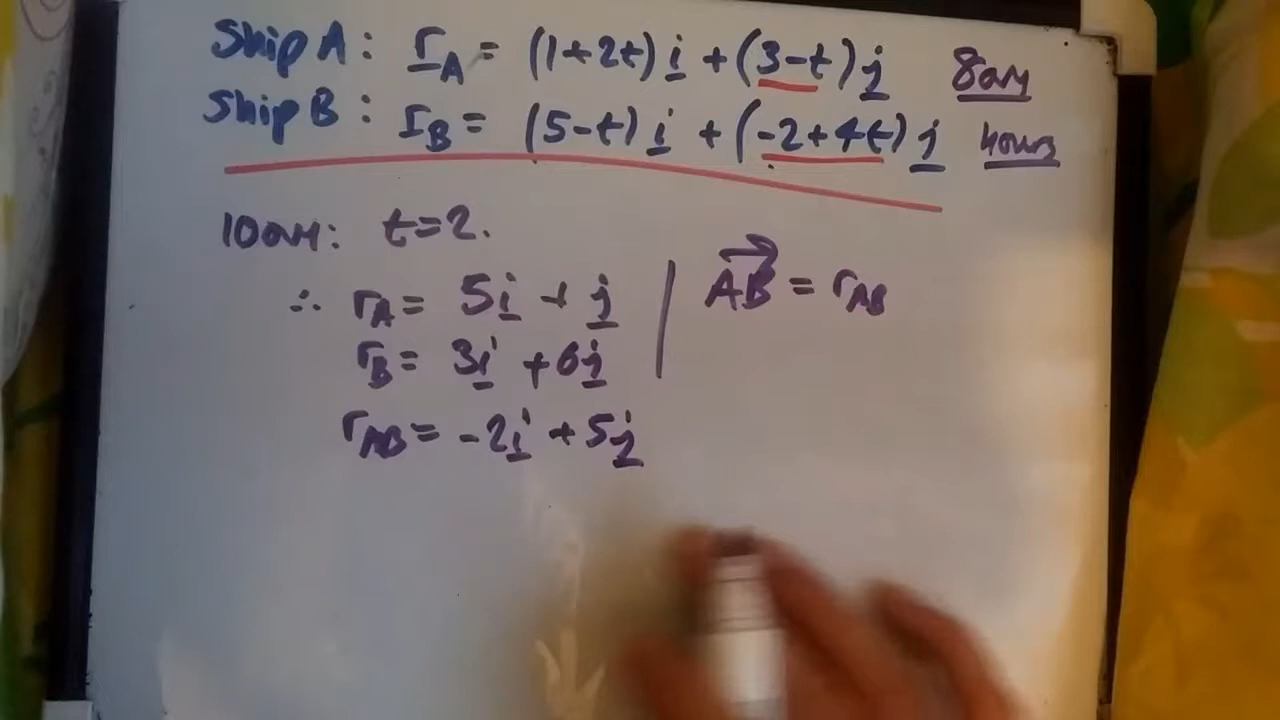 Ship A: r_A = (1+2t) i + (3-t) j 8am
Ship B: r_B = (5-t) i + (-2+4t) j hours
10am: t=2.
∴ r_A = 5i + j
r_B = 3i + 6j
r_AB = -2i + 5j
AB = r_AB